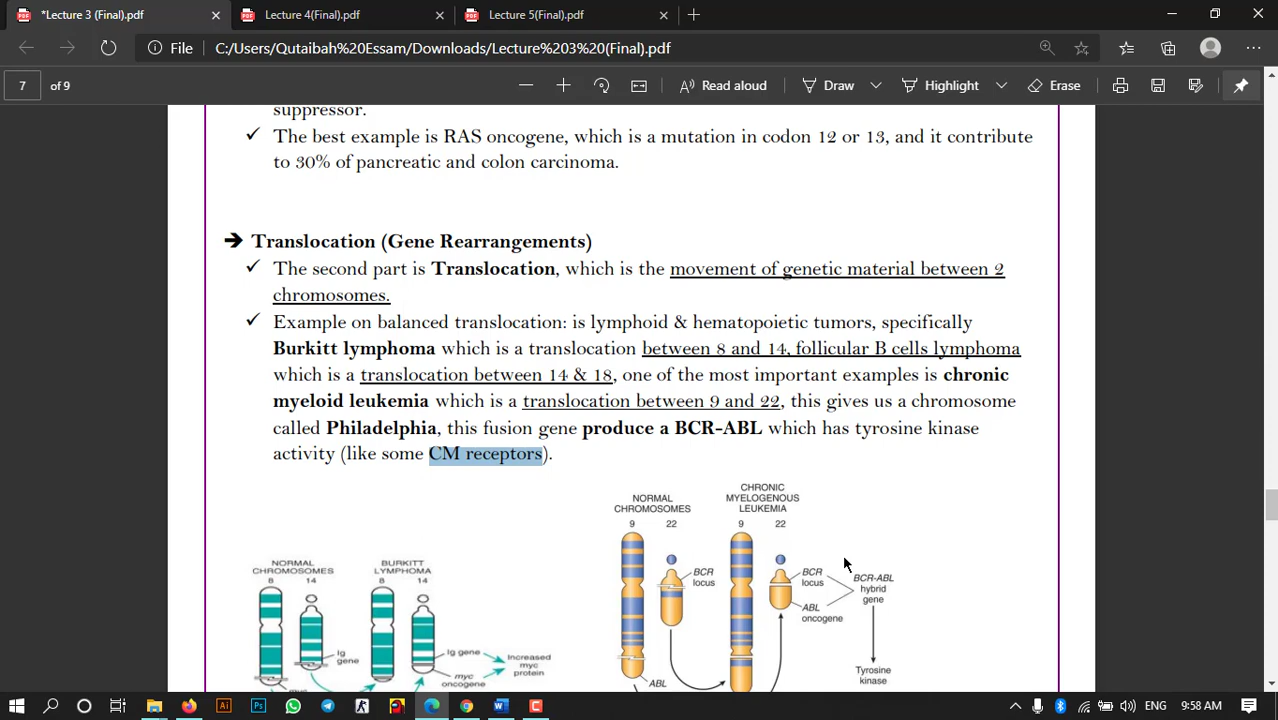 *Lecture 3 (Final).pdf
Lecture 4(Final).pdf
Lecture 5(Final).pdf
File
C:/Users/Qutaibah%20Essam/Downloads/Lecture%203%20(Final).pdf
7 of 9
Read aloud
Draw
Highlight
Erase
suppressor.
✓ The best example is RAS oncogene, which is a mutation in codon 12 or 13, and it contribute
to 30% of pancreatic and colon carcinoma.
➔ Translocation (Gene Rearrangements)
✓ The second part is Translocation, which is the movement of genetic material between 2
chromosomes.
✓ Example on balanced translocation: is lymphoid & hematopoietic tumors, specifically
Burkitt lymphoma which is a translocation between 8 and 14, follicular B cells lymphoma
which is a translocation between 14 & 18, one of the most important examples is chronic
myeloid leukemia which is a translocation between 9 and 22, this gives us a chromosome
called Philadelphia, this fusion gene produce a BCR-ABL which has tyrosine kinase
activity (like some CM receptors).
NORMAL
CHROMOSOMES
8 14
BURKITT
LYMPHOMA
8 14
Ig
gene
Ig gene
myc
oncogene
Increased
myc
protein
myc
NORMAL
CHROMOSOMES
9 22
CHRONIC
MYELOGENOUS
LEUKEMIA
9 22
BCR
locus
ABL
BCR
locus
ABL
oncogene
BCR-ABL
hybrid
gene
Tyrosine
kinase
Ai
Ps
W
C
ENG
9:58 AM